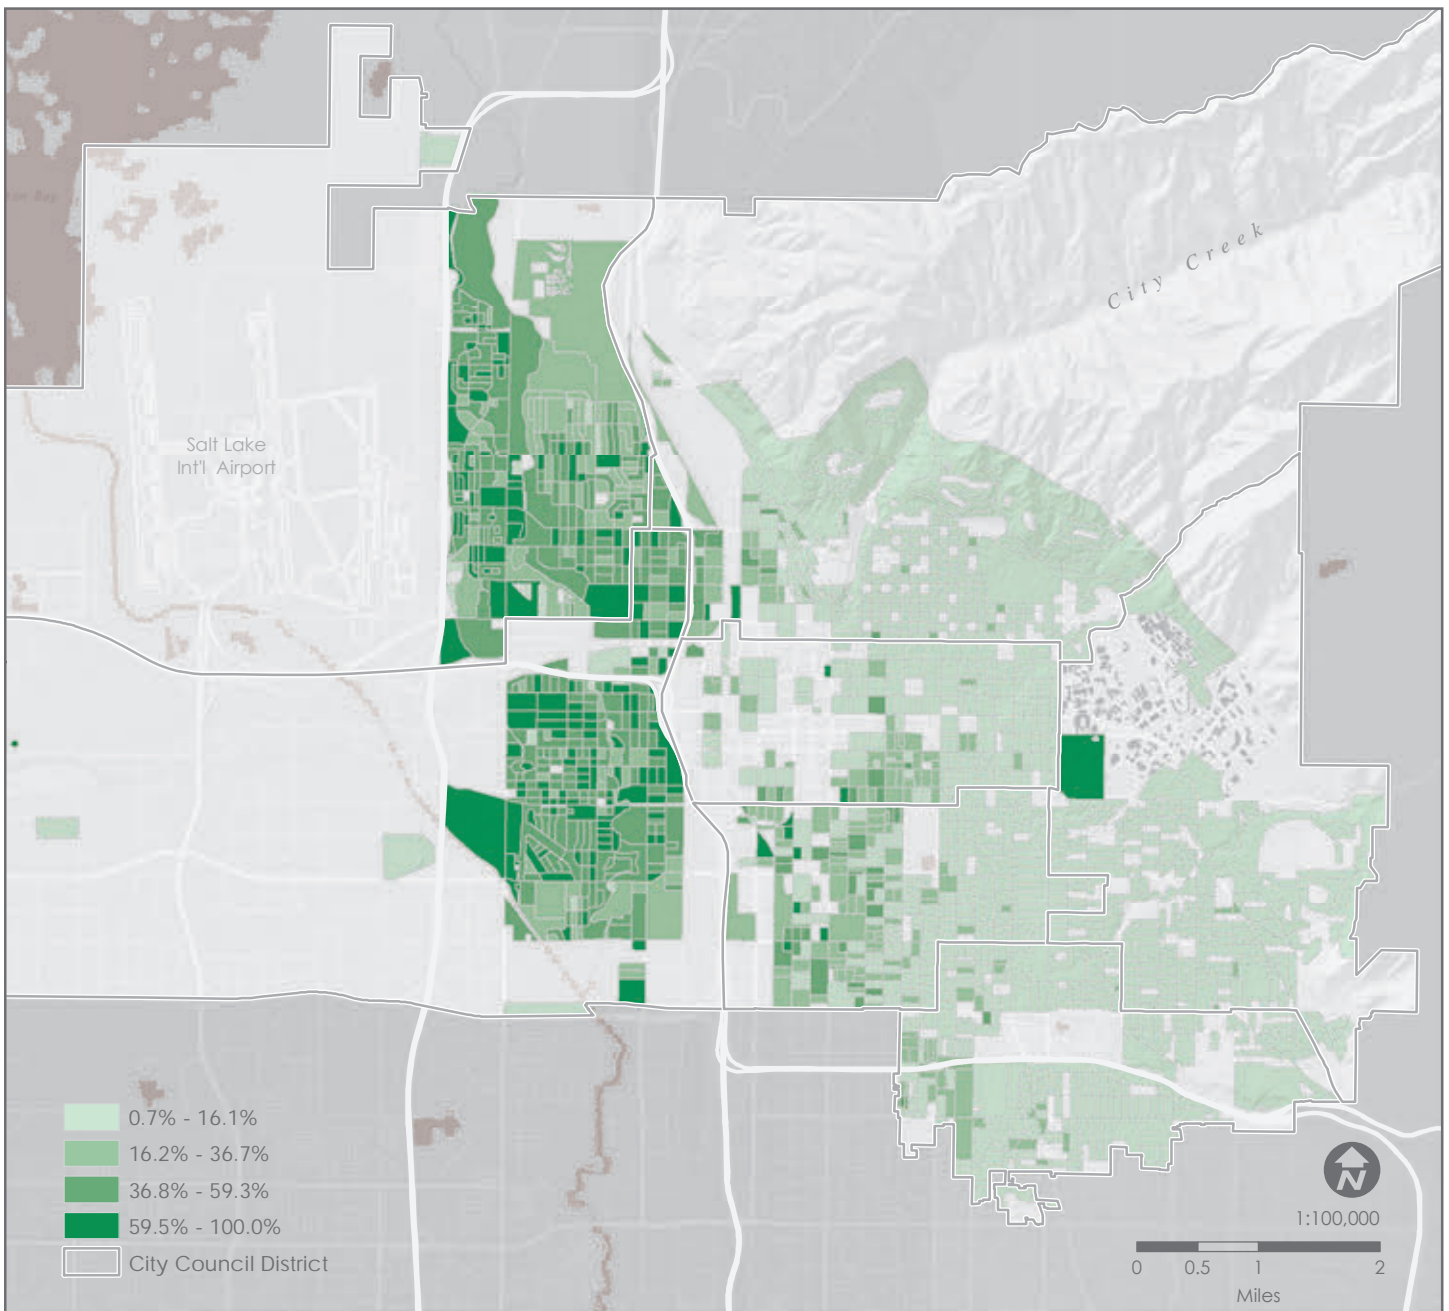 City Creek
Salt Lake
Int'l Airport
0.7% - 16.1%
16.2% - 36.7%
36.8% - 59.3%
59.5% - 100.0%
City Council District
N
1:100,000
0 0.5 1 2
Miles